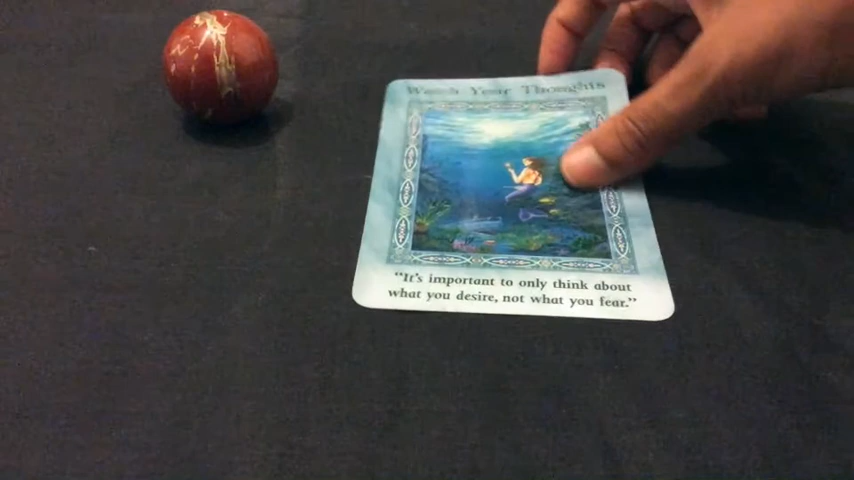 Watch Your Thoughts
“It's important to only think about
what you desire, not what you fear.”